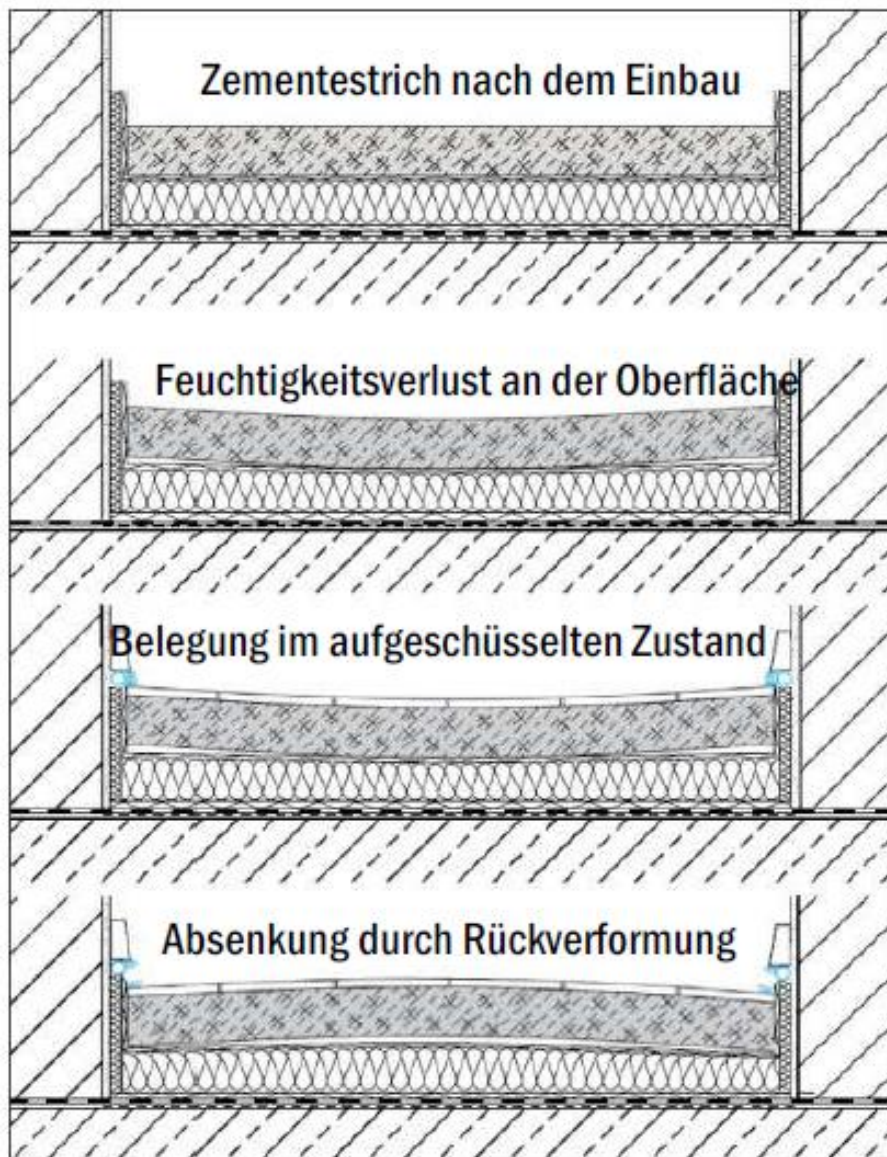 Zementestrich nach dem Einbau
Feuchtigkeitsverlust an der Oberfläche
Belegung im aufgeschüsselten Zustand
Absenkung durch Rückverformung